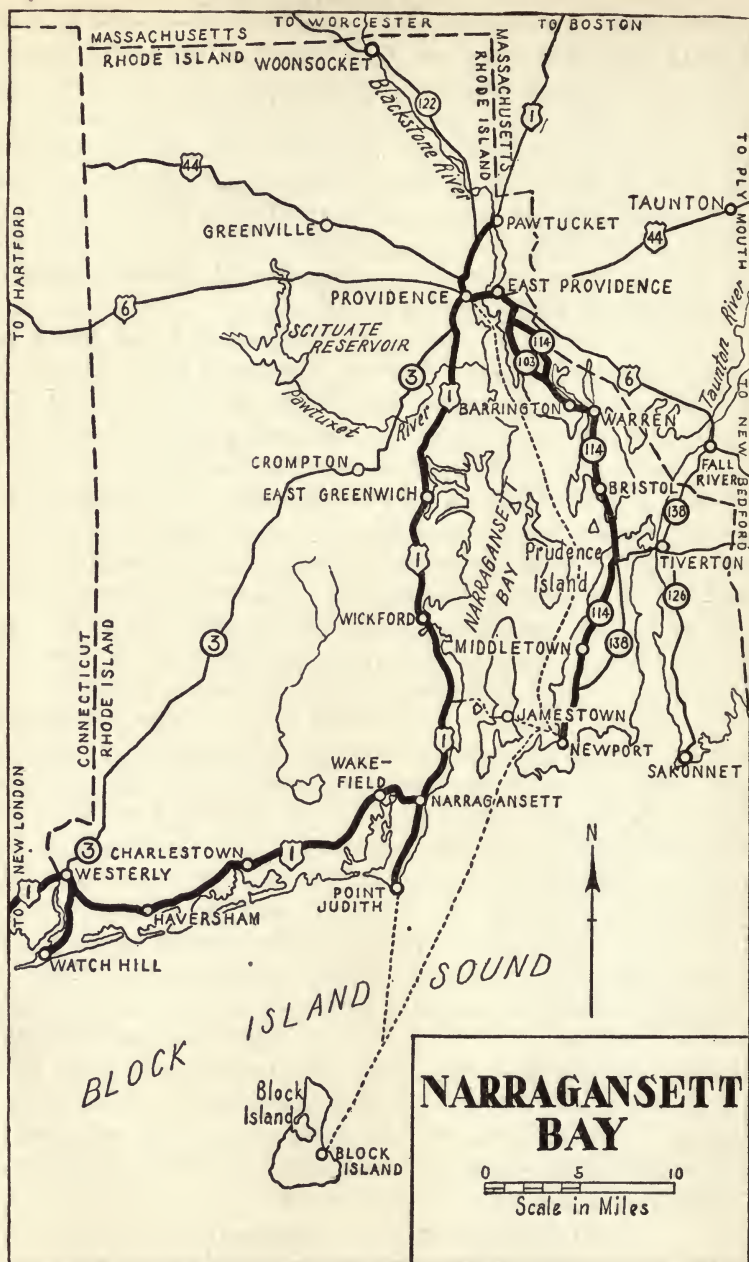 TO WORCESTER
TO BOSTON
MASSACHUSETTS
RHODE ISLAND
WOONSOCKET
MASSACHUSETTS
RHODE ISLAND
122
Blackstone River
1
TO PLYMOUTH
44
TAUNTON
PAWTUCKET
GREENVILLE
44
TO HARTFORD
EAST PROVIDENCE
PROVIDENCE
6
SCITUATE
RESERVOIR
Taunton River
114
103
3
6
Pawtuxet River
1
BARRINGTON
WARREN
TO NEW BEDFORD
114
FALL
RIVER
CROMPTON
EAST GREENWICH
BRISTOL
138
NARRAGANSETT
BAY
Prudence
Island
TIVERTON
1
126
WICKFORD
114
3
MIDDLETOWN
138
CONNECTICUT
RHODE ISLAND
JAMESTOWN
1
NEWPORT
SAKONNET
WAKE-
FIELD
NARRAGANSETT
TO NEW LONDON
3
CHARLESTOWN
1
N
WESTERLY
1
POINT
JUDITH
HAVERSHAM
WATCH HILL
BLOCK ISLAND SOUND
Block
Island
BLOCK
ISLAND
NARRAGANSETT
BAY
0 5 10
Scale in Miles